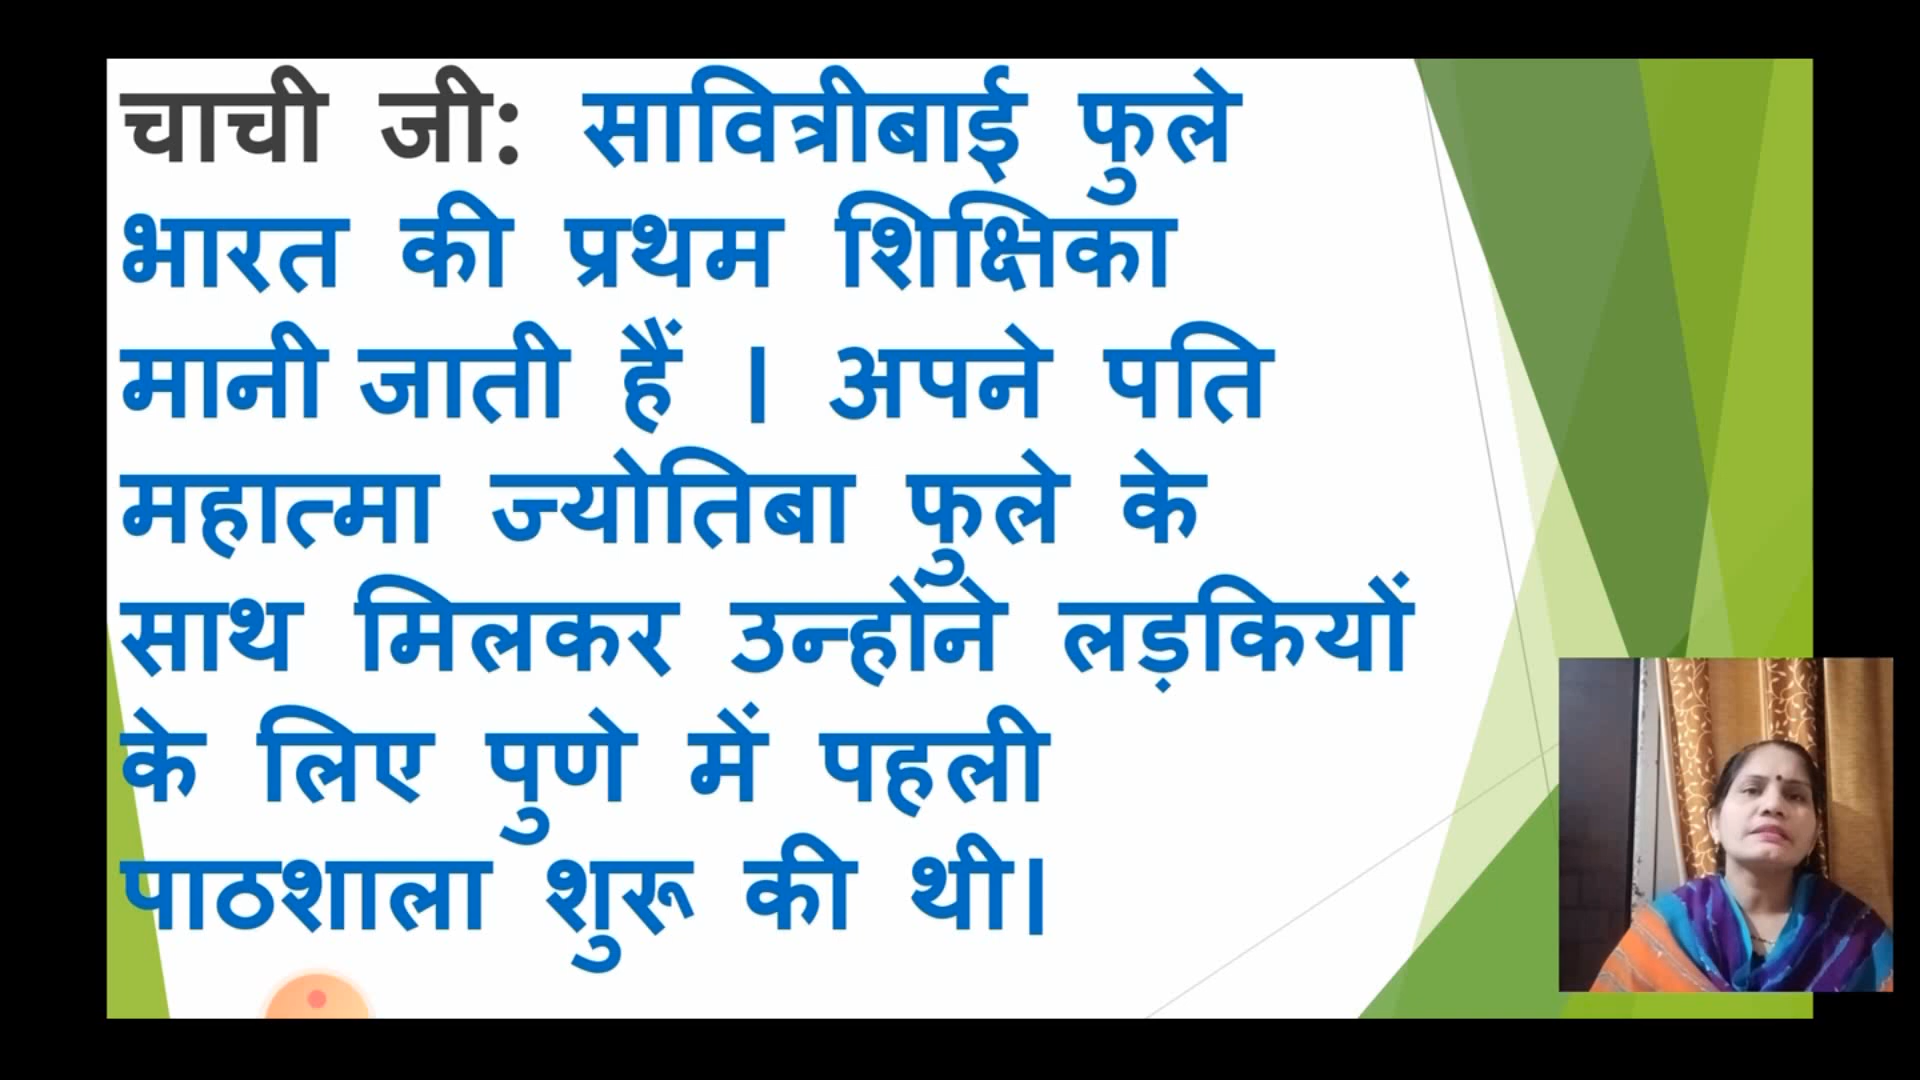 चाची जी: सावित्रीबाई फुले
भारत की प्रथम शिक्षिका
मानी जाती हैं । अपने पति
महात्मा ज्योतिबा फुले के
साथ मिलकर उन्होंने लड़कियों
के लिए पुणे में पहली
पाठशाला शुरू की थी।